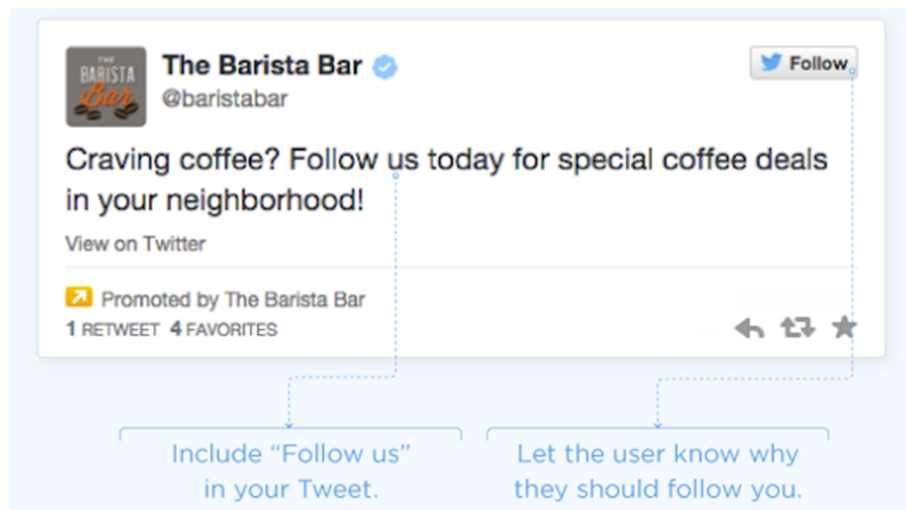 THE
BARISTA
Bar
The Barista Bar
@baristabar
Follow
Craving coffee? Follow us today for special coffee deals
in your neighborhood!
View on Twitter
Promoted by The Barista Bar
1 RETWEET 4 FAVORITES
Include “Follow us”
in your Tweet.
Let the user know why
they should follow you.